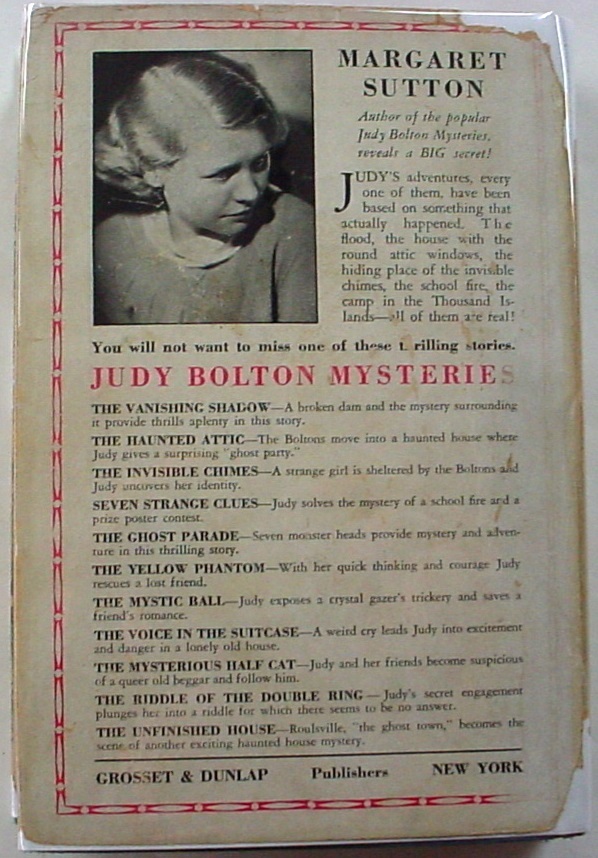 MARGARET
SUTTON
Author of the popular
Judy Bolton Mysteries,
reveals a BIG secret!
JUDY'S adventures, every
one of them, have been
based on something that
actually happened. The
flood, the house with the
round attic windows, the
hiding place of the invisible
chimes, the school fire, the
camp in the Thousand Is-
lands—all of them are real!
You will not want to miss one of these t rilling stories.
JUDY BOLTON MYSTERIES
THE VANISHING SHADOW—A broken dam and the mystery surrounding
it provide thrills aplenty in this story.
THE HAUNTED ATTIC—The Boltons move into a haunted house where
Judy gives a surprising "ghost party."
THE INVISIBLE CHIMES—A strange girl is sheltered by the Boltons and
Judy uncovers her identity.
SEVEN STRANGE CLUES—Judy solves the mystery of a school fire and a
prize poster contest.
THE GHOST PARADE—Seven monster heads provide mystery and adven-
ture in this thrilling story.
THE YELLOW PHANTOM—With her quick thinking and courage Judy
rescues a lost friend.
THE MYSTIC BALL—Judy exposes a crystal gazer's trickery and saves a
friend's romance.
THE VOICE IN THE SUITCASE—A weird cry leads Judy into excitement
and danger in a lonely old house.
THE MYSTERIOUS HALF CAT—Judy and her friends become suspicious
of a queer old beggar and follow him.
THE RIDDLE OF THE DOUBLE RING—Judy's secret engagement
plunges her into a riddle for which there seems to be no answer.
THE UNFINISHED HOUSE—Roulsville, "the ghost town," becomes the
scene of another exciting haunted house mystery.
GROSSET & DUNLAP Publishers NEW YORK